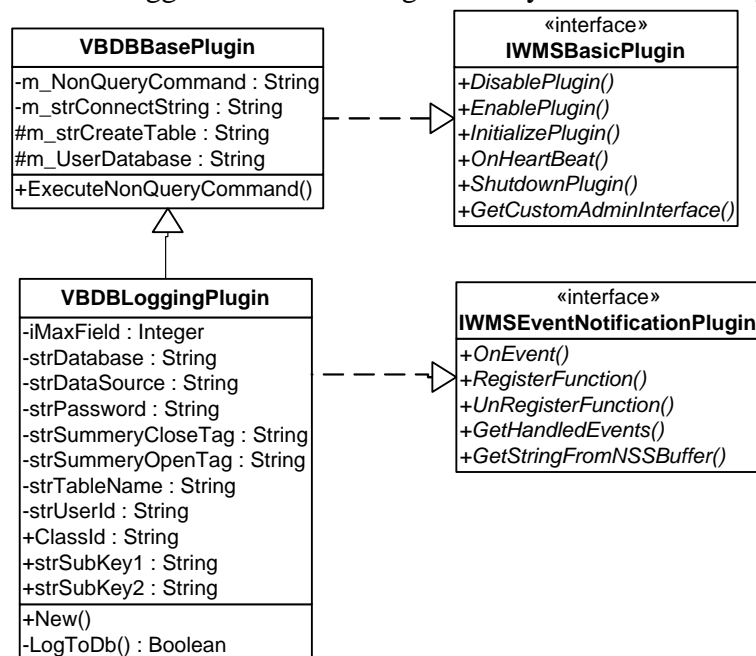 VBDBBasePlugin
-m_NonQueryCommand : String
-m_strConnectString : String
#m_strCreateTable : String
#m_UserDatabase : String
+ExecuteNonQueryCommand()
«interface»
IWMSBasicPlugin
+DisablePlugin()
+EnablePlugin()
+InitializePlugin()
+OnHeartBeat()
+ShutdownPlugin()
+GetCustomAdminInterface()
VBDBLoggingPlugin
-iMaxField : Integer
-strDatabase : String
-strDataSource : String
-strPassword : String
-strSummeryCloseTag : String
-strSummeryOpenTag : String
-strTableName : String
-strUserId : String
+ClassId : String
+strSubKey1 : String
+strSubKey2 : String
+New()
-LogToDb() : Boolean
«interface»
IWMSEventNotificationPlugin
+OnEvent()
+RegisterFunction()
+UnRegisterFunction()
+GetHandledEvents()
+GetStringFromNSSBuffer()